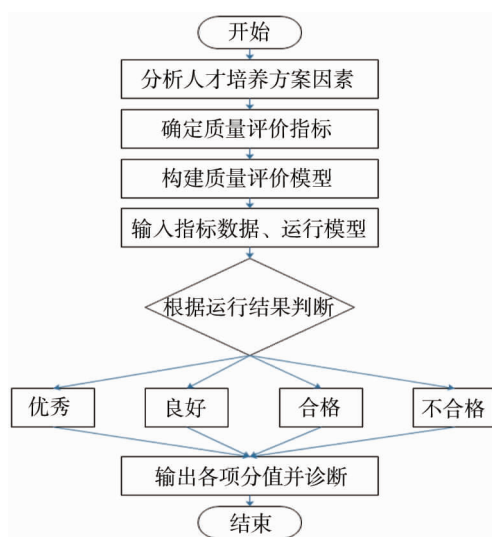 开始
分析人才培养方案因素
确定质量评价指标
构建质量评价模型
输入指标数据、运行模型
根据运行结果判断
优秀
良好
合格
不合格
输出各项分值并诊断
结束